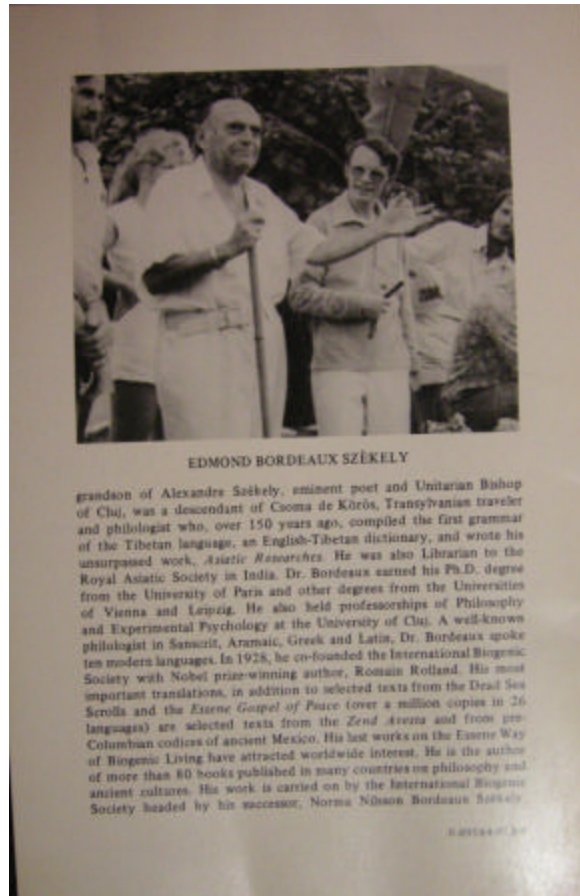 EDMOND BORDEAUX SZÈKELY
grandson of Alexandre Szèkely, eminent poet and Unitarian Bishop
of Cluj, was a descendant of Csoma de Körös, Transylvanian traveler
and philologist who, over 150 years ago, compiled the first grammar
of the Tibetan language, an English-Tibetan dictionary, and wrote his
unsurpassed work, Asiatic Researches. He was also Librarian to the
Royal Asiatic Society in India. Dr. Bordeaux earned his Ph.D. degree
from the University of Paris and other degrees from the Universities
of Vienna and Leipzig. He also held professorships of Philosophy
and Experimental Psychology at the University of Cluj. A well-known
philologist in Sanscrit, Aramaic, Greek and Latin, Dr. Bordeaux spoke
ten modern languages. In 1928, he co-founded the International Biogenic
Society with Nobel prize-winning author, Romain Rolland. His most
important translations, in addition to selected texts from the Dead Sea
Scrolls and the Essene Gospel of Peace (over a million copies in 26
languages) are selected texts from the Zend Avesta and from pre-
Columbian codices of ancient Mexico. His last works on the Essene Way
of Biogenic Living have attracted worldwide interest. He is the author
of more than 80 books published in many countries on philosophy and
ancient cultures. His work is carried on by the International Biogenic
Society headed by his successor, Norma Nilsson Bordeaux Szèkely.